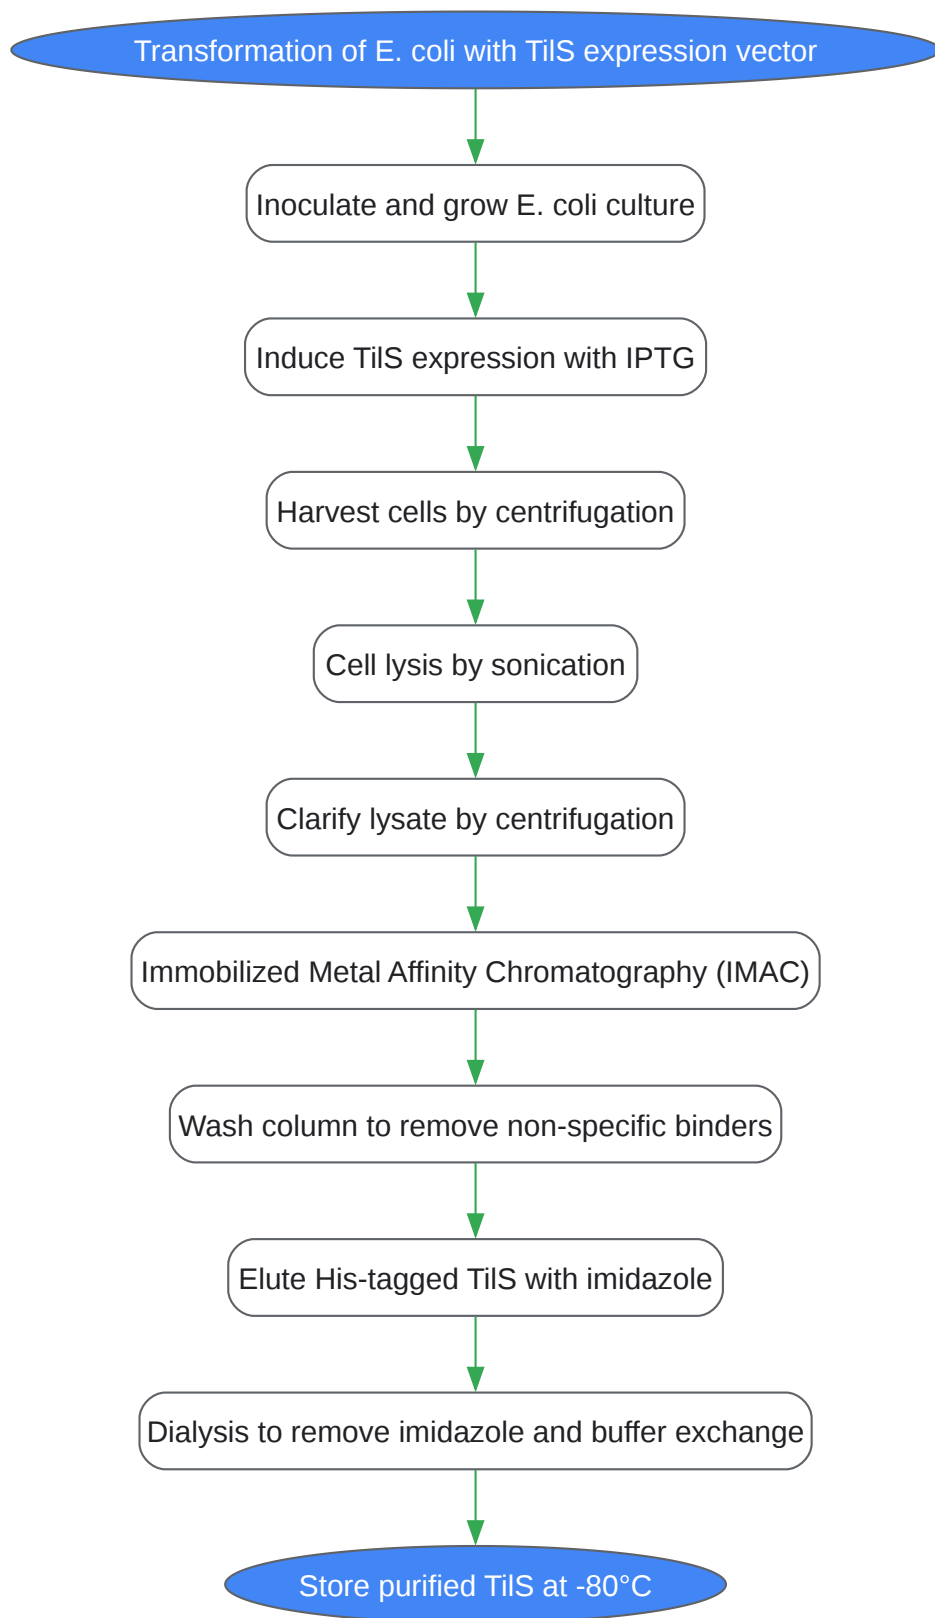 Transformation of E. coli with TilS expression vector
Inoculate and grow E. coli culture
Induce TilS expression with IPTG
Harvest cells by centrifugation
Cell lysis by sonication
Clarify lysate by centrifugation
Immobilized Metal Affinity Chromatography (IMAC)
Wash column to remove non-specific binders
Elute His-tagged TilS with imidazole
Dialysis to remove imidazole and buffer exchange
Store purified TilS at -80°C